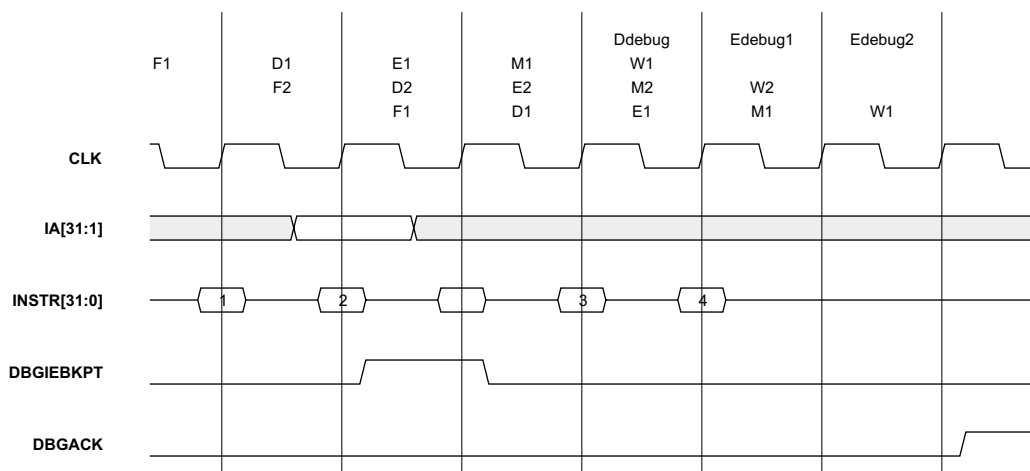 Ddebug Edebug1 Edebug2
F1 D1 E1 M1 W1
F2 D2 E2 M2 W2
F1 D1 E1 M1 W1
CLK
IA[31:1]
INSTR[31:0] 1 2 3 4
DBGIEBKPT
DBGACK